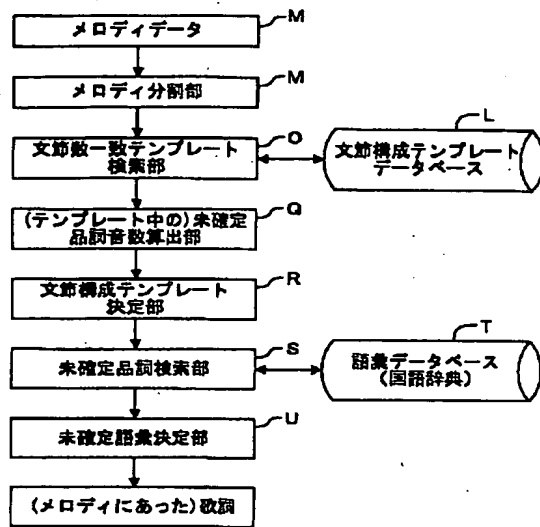 メロディデータ
M
メロディ分割部
M
文節数一致テンプレート
検索部
O
文節構成テンプレート
データベース
L
(テンプレート中の)未確定
品詞音数算出部
Q
文節構成テンプレート
決定部
R
未確定品詞検索部
S
語彙データベース
(国語辞典)
T
未確定語彙決定部
U
(メロディにあった)歌詞